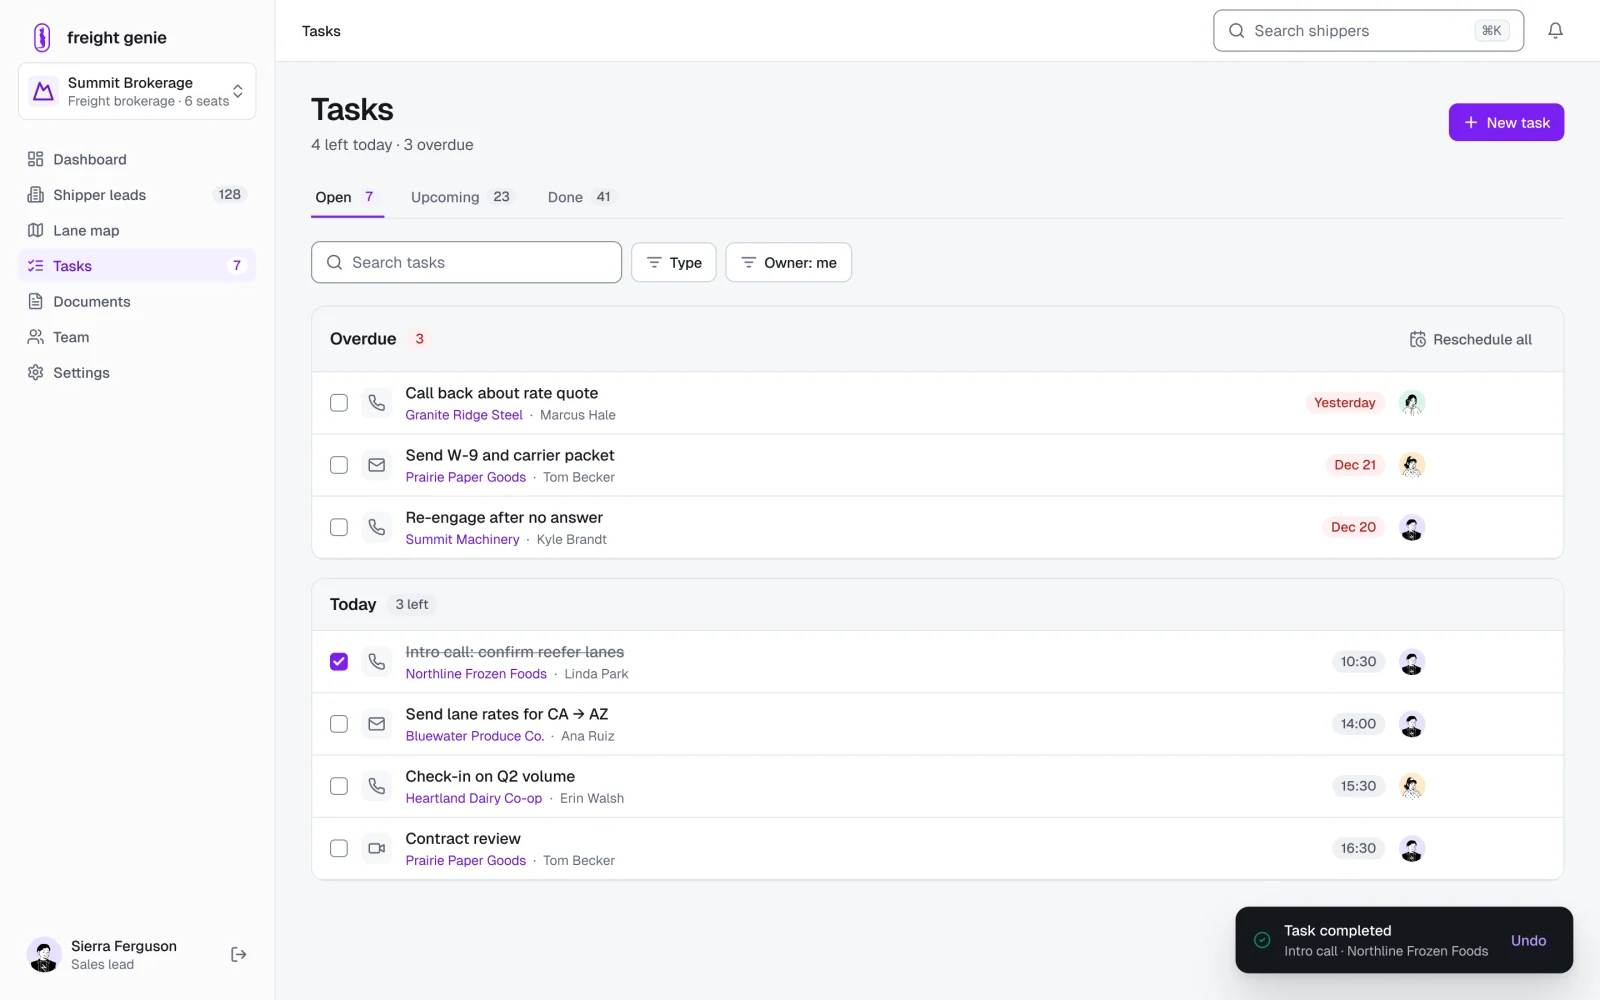 freight genie
Summit Brokerage
Freight brokerage · 6 seats
Dashboard
Shipper leads 128
Lane map
Tasks 7
Documents
Team
Settings
Sierra Ferguson
Sales lead
Tasks
Search shippers ⌘K
Tasks
4 left today · 3 overdue
New task
Open 7 Upcoming 23 Done 41
Search tasks Type Owner: me
Overdue 3 Reschedule all
Call back about rate quote
Granite Ridge Steel · Marcus Hale
Yesterday
Send W-9 and carrier packet
Prairie Paper Goods · Tom Becker
Dec 21
Re-engage after no answer
Summit Machinery · Kyle Brandt
Dec 20
Today 3 left
Intro call: confirm reefer lanes
Northline Frozen Foods · Linda Park
10:30
Send lane rates for CA → AZ
Bluewater Produce Co. · Ana Ruiz
14:00
Check-in on Q2 volume
Heartland Dairy Co-op · Erin Walsh
15:30
Contract review
Prairie Paper Goods · Tom Becker
16:30
Task completed
Intro call · Northline Frozen Foods
Undo